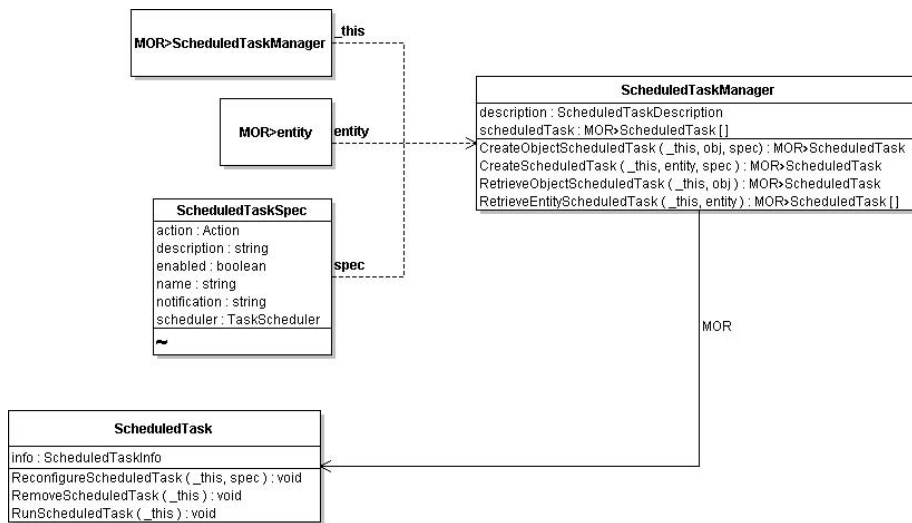 _this
MOR>ScheduledTaskManager
MOR>entity
entity
ScheduledTaskManager
description : ScheduledTaskDescription
scheduledTask : MOR>ScheduledTask [ ]
CreateObjectScheduledTask ( _this, obj, spec) : MOR>ScheduledTask
CreateScheduledTask ( _this, entity, spec ) : MOR>ScheduledTask
RetrieveObjectScheduledTask ( _this, obj ) : MOR>ScheduledTask
RetrieveEntityScheduledTask ( _this, entity ) : MOR>ScheduledTask [ ]
ScheduledTaskSpec
action : Action
description : string
enabled : boolean
name : string
notification : string
scheduler : TaskScheduler
~
spec
MOR
ScheduledTask
info : ScheduledTaskInfo
ReconfigureScheduledTask ( _this, spec ) : void
RemoveScheduledTask ( _this ) : void
RunScheduledTask ( _this ) : void